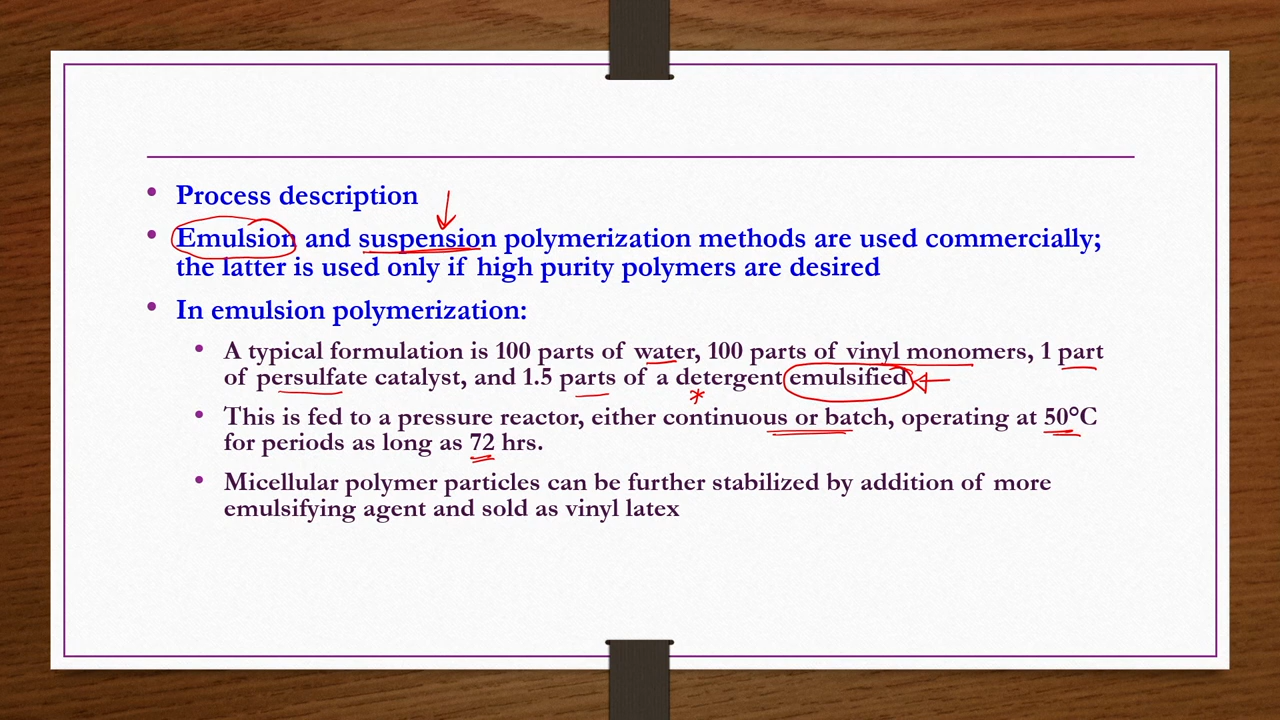 Process description
Emulsion and suspension polymerization methods are used commercially;
the latter is used only if high purity polymers are desired
In emulsion polymerization:
A typical formulation is 100 parts of water, 100 parts of vinyl monomers, 1 part
of persulfate catalyst, and 1.5 parts of a detergent emulsified
This is fed to a pressure reactor, either continuous or batch, operating at 50°C
for periods as long as 72 hrs.
Micellular polymer particles can be further stabilized by addition of more
emulsifying agent and sold as vinyl latex